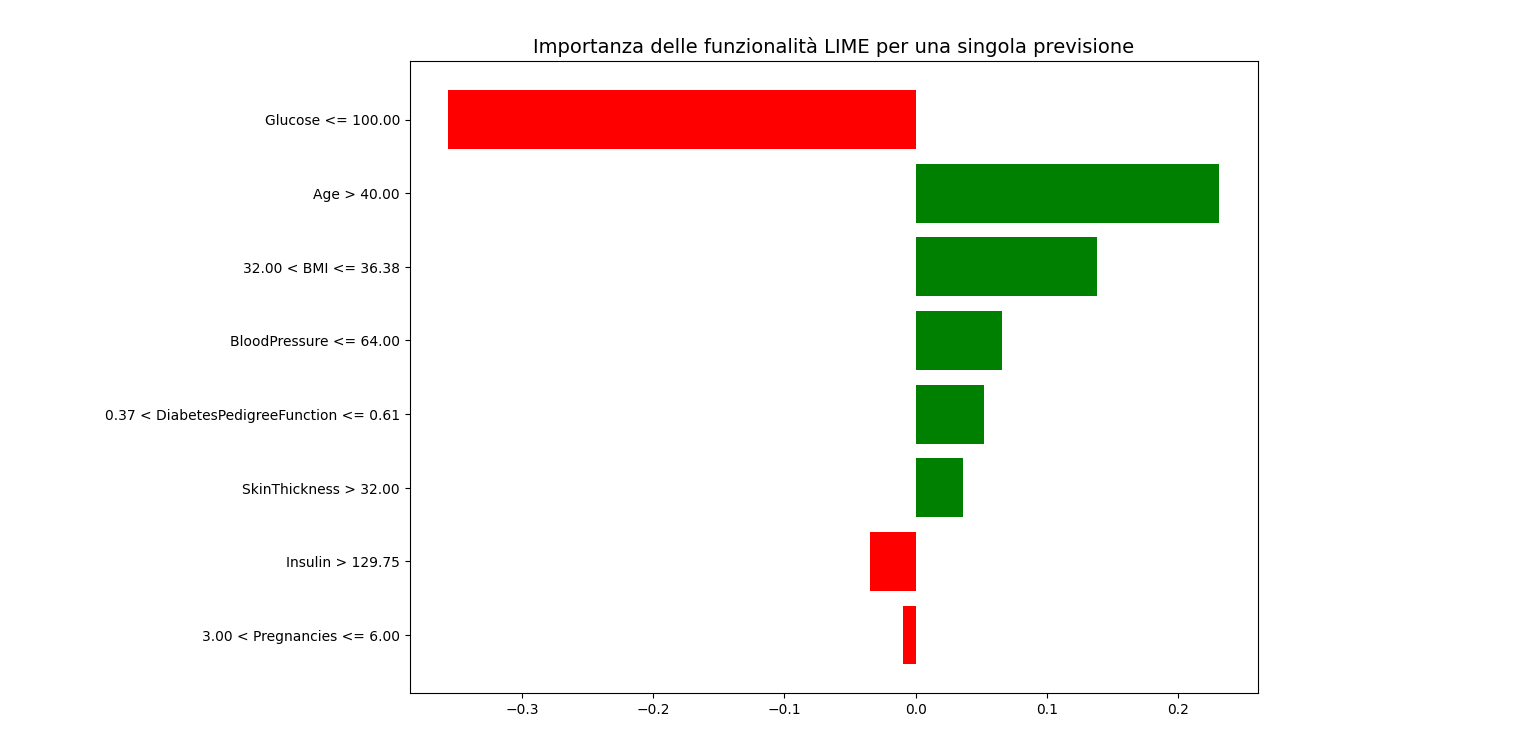 Importanza delle funzionalità LIME per una singola previsione
Glucose <= 100.00
Age > 40.00
32.00 < BMI <= 36.38
BloodPressure <= 64.00
0.37 < DiabetesPedigreeFunction <= 0.61
SkinThickness > 32.00
Insulin > 129.75
3.00 < Pregnancies <= 6.00
−0.3 −0.2 −0.1 0.0 0.1 0.2